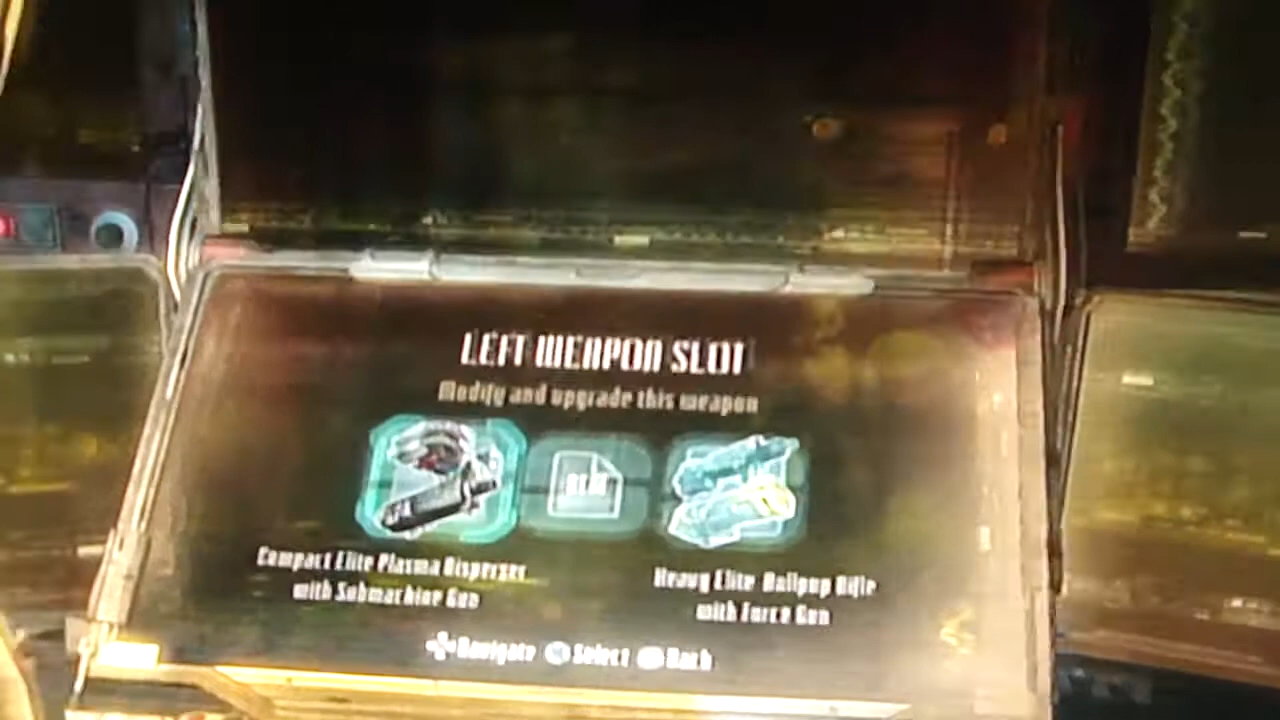 LEFT WEAPON SLOT
Modify and upgrade this weapon
Compact Elite Plasma Disperser
with Submachine Gun
Heavy Elite Bullpup Rifle
with Force Gun
Navigate Select Back